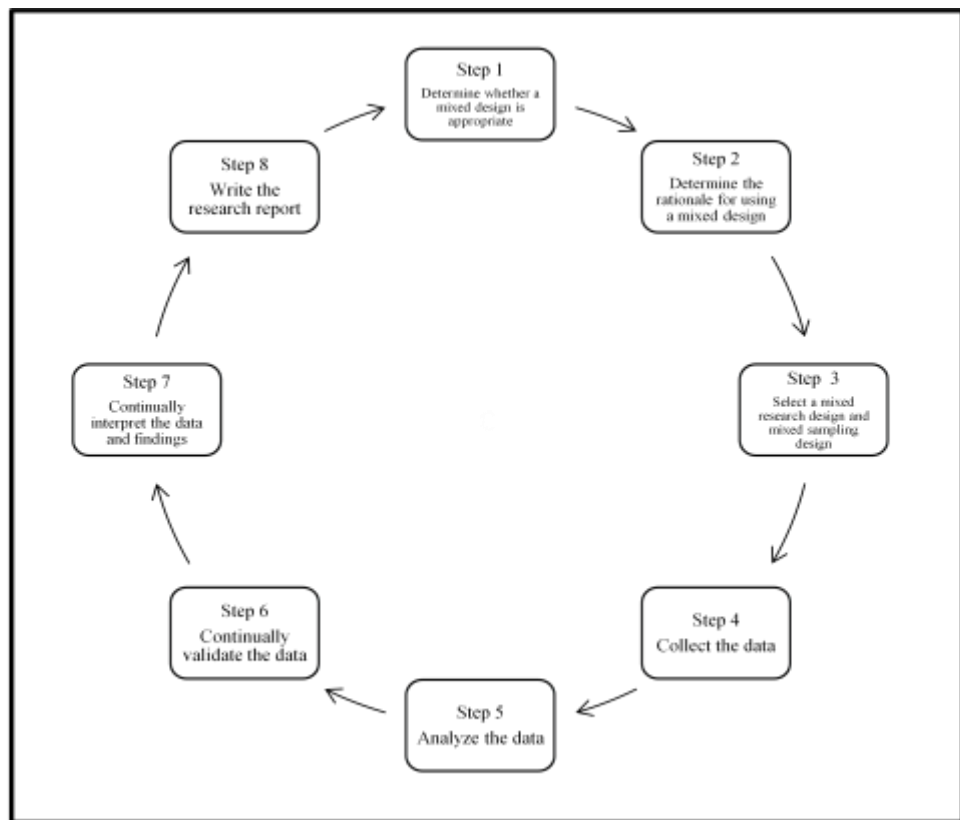 Step 1
Determine whether a
mixed design is
appropriate
Step 2
Determine the
rationale for using
a mixed design
Step 3
Select a mixed
research design and
mixed sampling
design
Step 4
Collect the data
Step 5
Analyze the data
Step 6
Continually
validate the data
Step 7
Continually
interpret the data
and findings
Step 8
Write the
research report